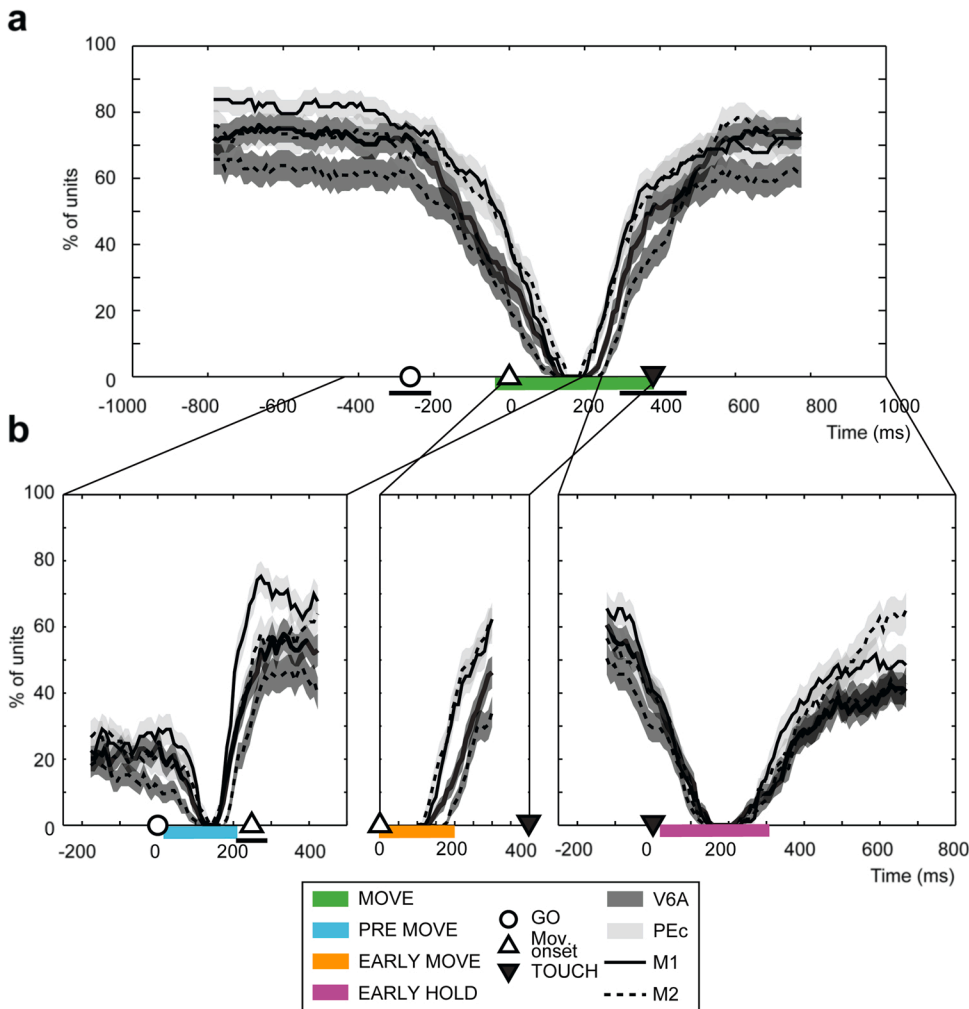 a
100
80
60
40
20
0
% of units
-1000 -800 -600 -400 -200 0 200 400 600 800 1000
Time (ms)
b
100
80
60
40
20
0
% of units
-200 0 200 400
0 200 400
-200 0 200 400 600 800
Time (ms)
MOVE
PRE MOVE
EARLY MOVE
EARLY HOLD
GO
Mov.
onset
TOUCH
V6A
PEc
M1
M2